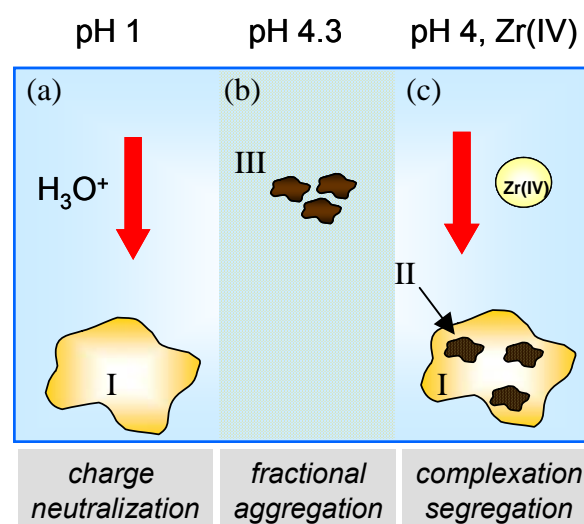 pH 1 pH 4.3 pH 4, Zr(IV)
(a) (b) (c)
III
H₃O⁺ Zr(IV)
II
I I
charge fractional complexation
neutralization aggregation segregation